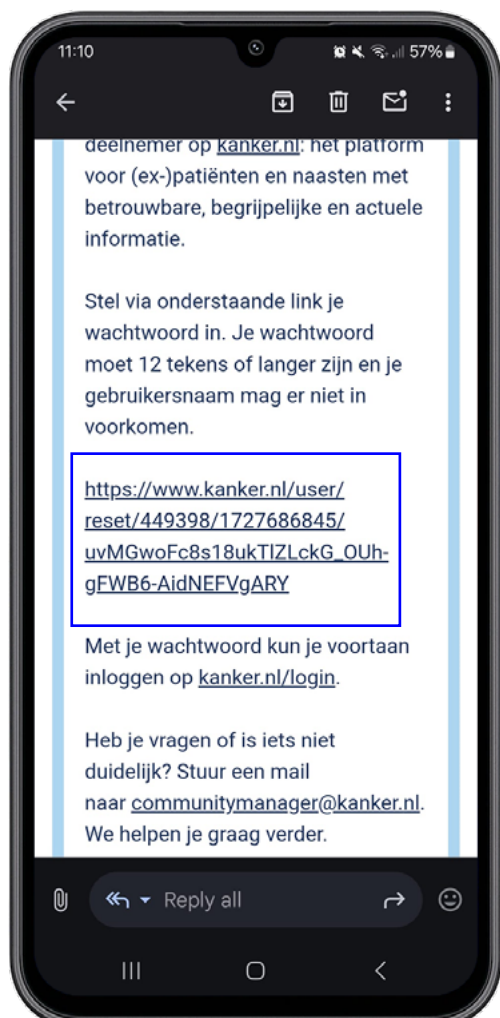 11:10
57%
deelnemer op kanker.nl: het platform
voor (ex-)patiënten en naasten met
betrouwbare, begrijpelijke en actuele
informatie.
Stel via onderstaande link je
wachtwoord in. Je wachtwoord
moet 12 tekens of langer zijn en je
gebruikersnaam mag er niet in
voorkomen.
https://www.kanker.nl/user/
reset/449398/1727686845/
uvMGwoFc8s18ukTlZLckG_OUh-
gFWB6-AidNEFVgARY
Met je wachtwoord kun je voortaan
inloggen op kanker.nl/login.
Heb je vragen of is iets niet
duidelijk? Stuur een mail
naar communitymanager@kanker.nl.
We helpen je graag verder.
Reply all